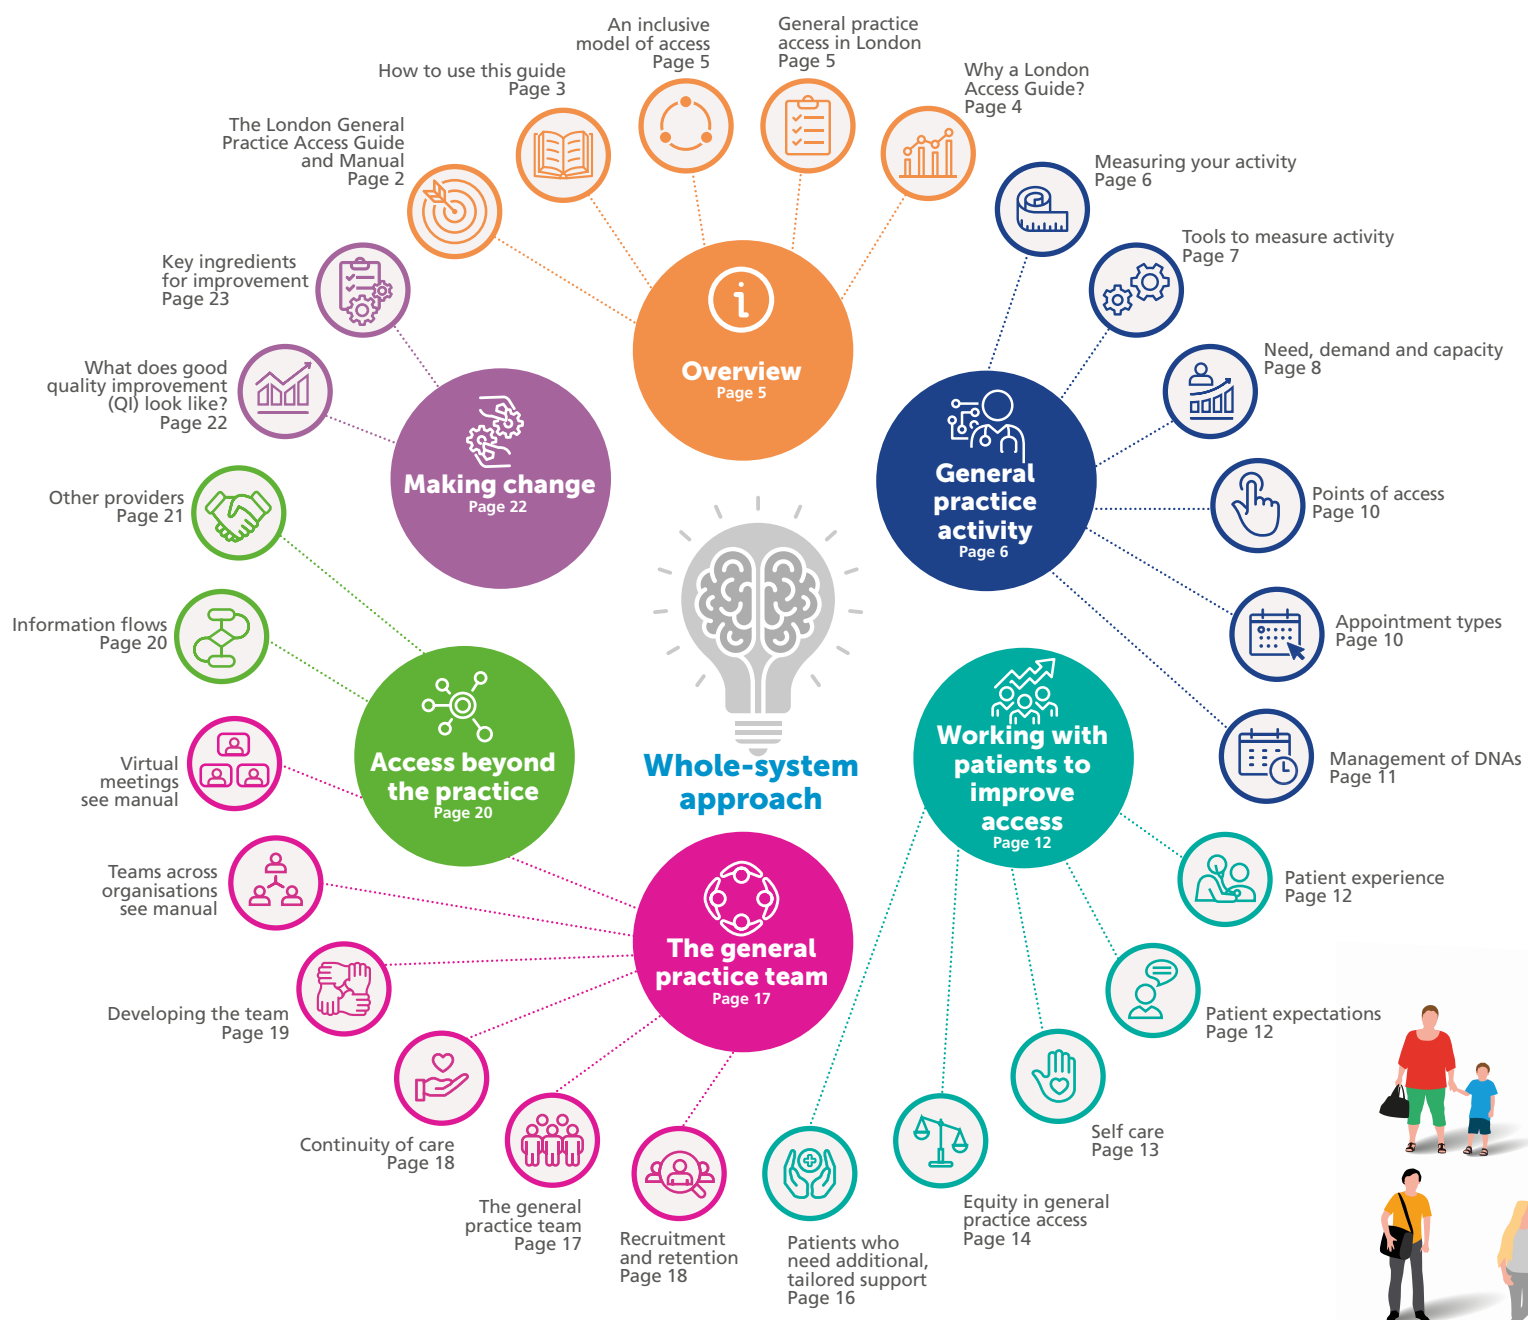 An inclusive
model of access
Page 5
General practice
access in London
Page 5
How to use this guide
Page 3
Why a London
Access Guide?
Page 4
The London General
Practice Access Guide
and Manual
Page 2
Measuring your activity
Page 6
Tools to measure activity
Page 7
Key ingredients
for improvement
Page 23
Need, demand and capacity
Page 8
What does good
quality improvement
(QI) look like?
Page 22
Overview
Page 5
Making change
Page 22
General
practice
activity
Page 6
Other providers
Page 21
Points of access
Page 10
Information flows
Page 20
Appointment types
Page 10
Virtual
meetings
see manual
Access beyond
the practice
Page 20
Whole-system
approach
Working with
patients to
improve
access
Page 12
Management of DNAs
Page 11
Teams across
organisations
see manual
Patient experience
Page 12
The general
practice team
Page 17
Developing the team
Page 19
Patient expectations
Page 12
Continuity of care
Page 18
Self care
Page 13
The general
practice team
Page 17
Recruitment
and retention
Page 18
Patients who
need additional,
tailored support
Page 16
Equity in general
practice access
Page 14